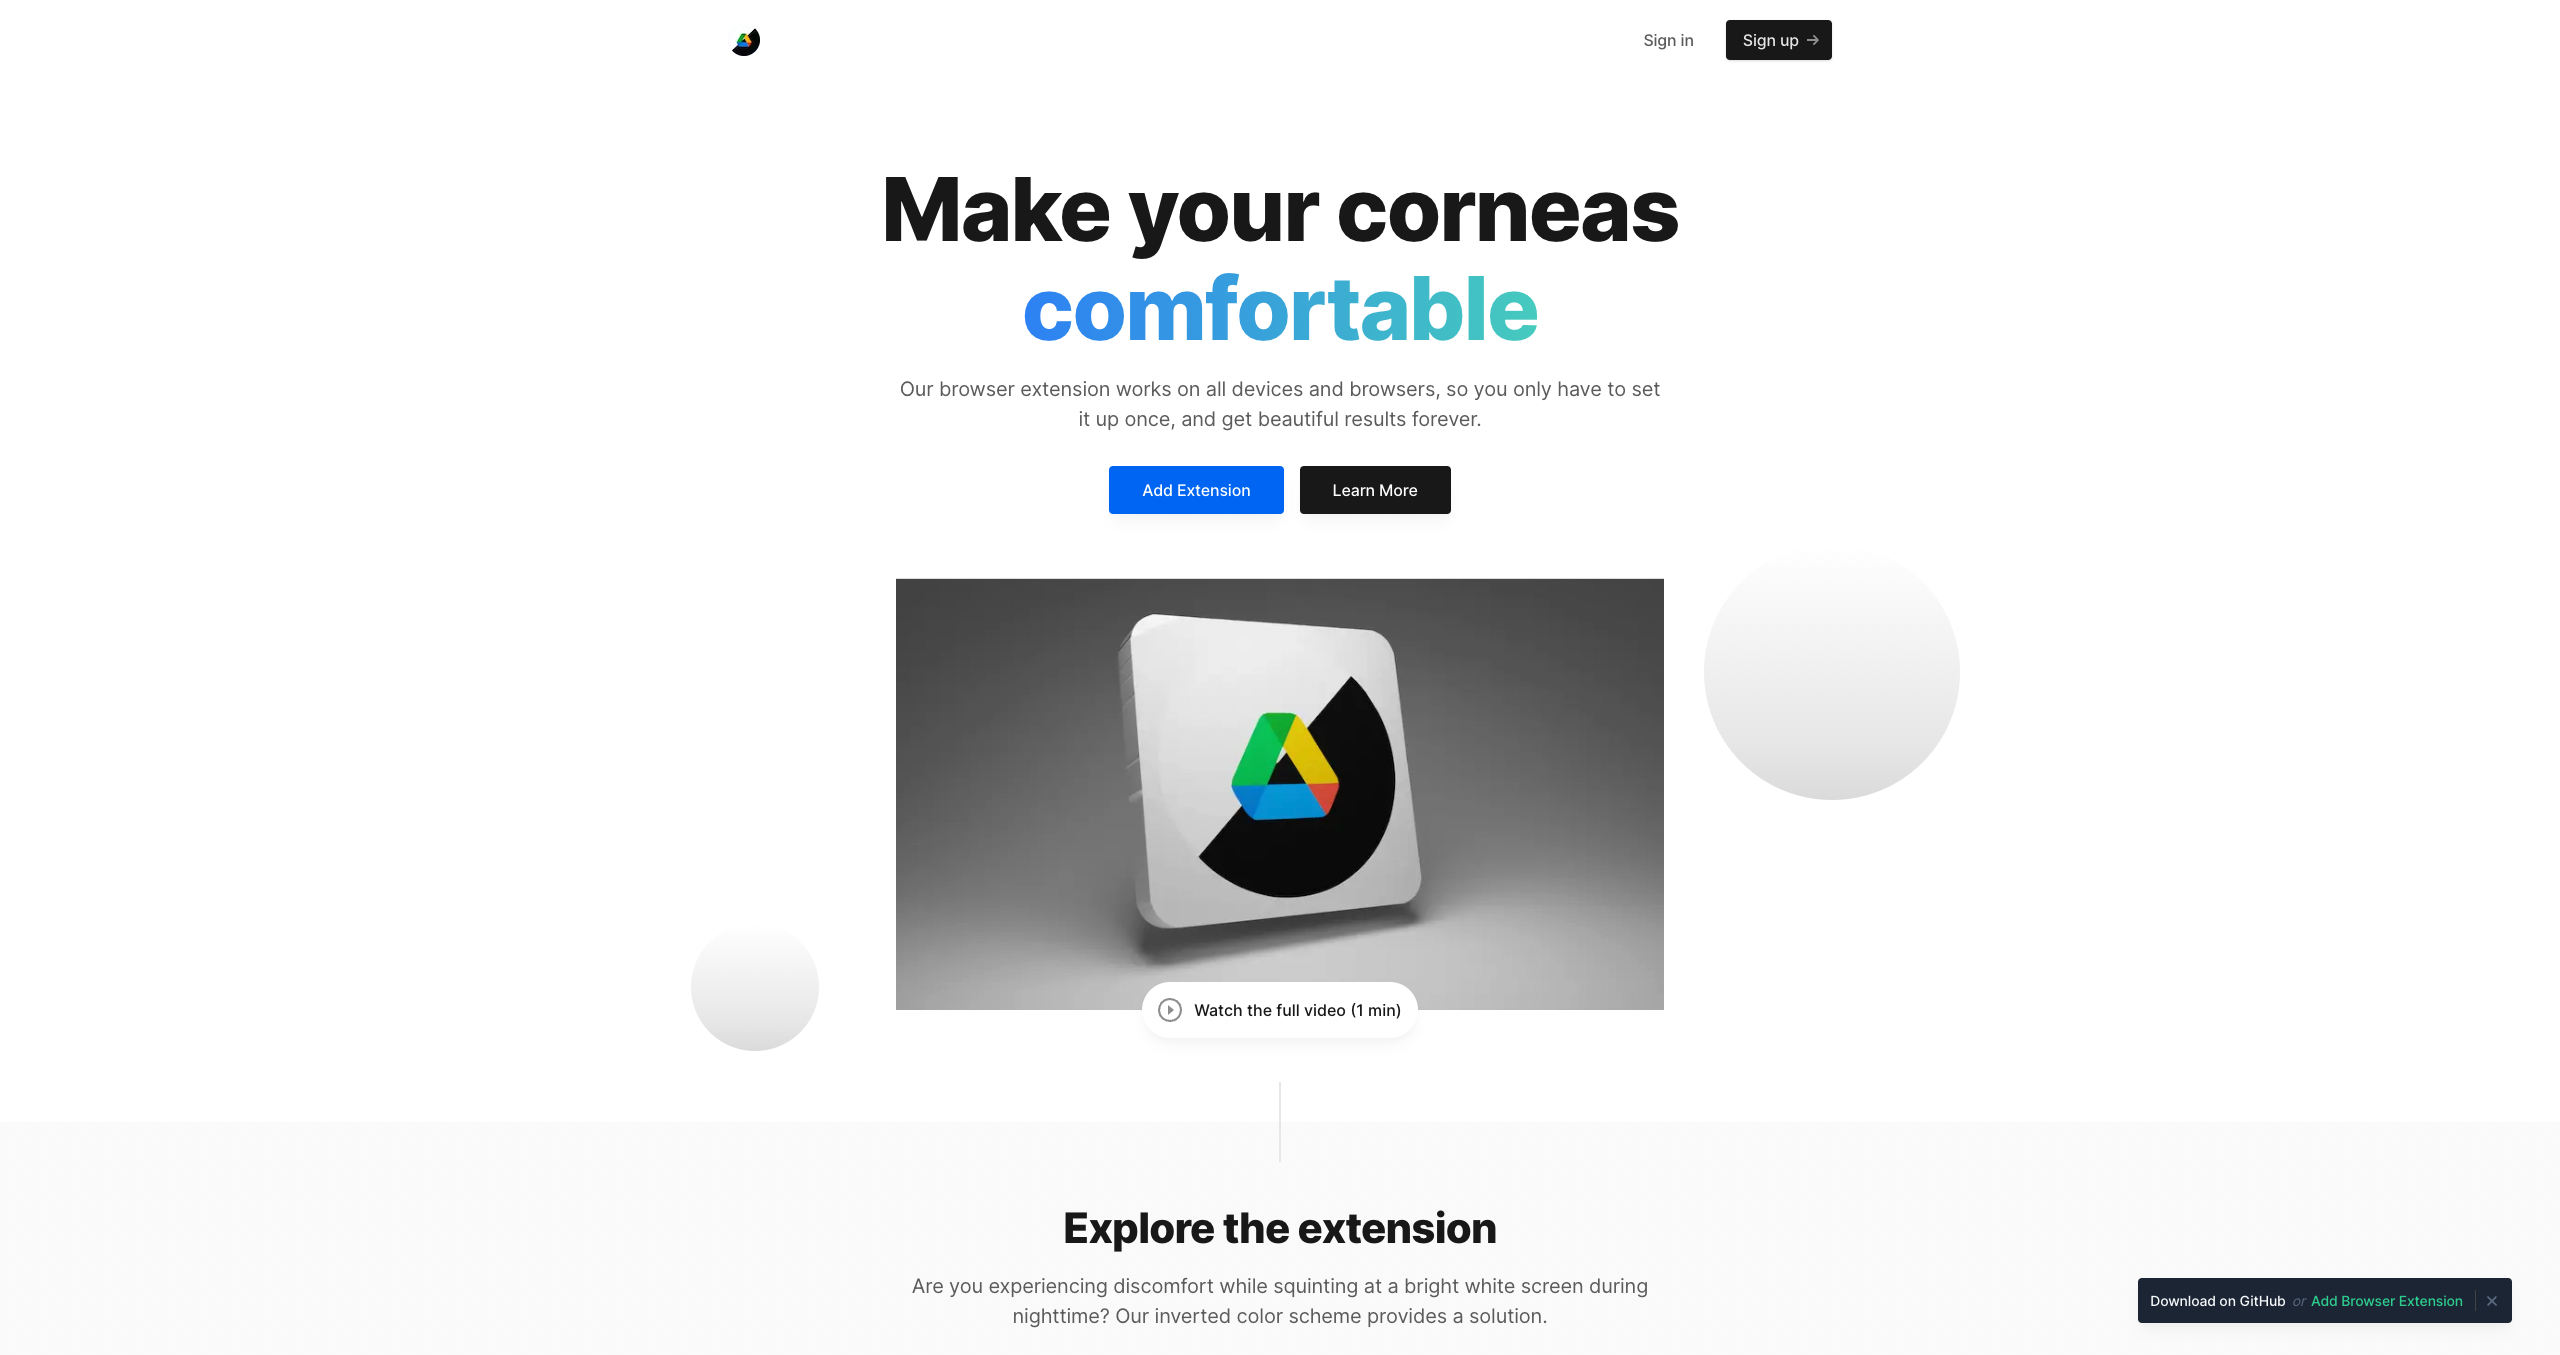 Sign in
Sign up
Make your corneas
comfortable
Our browser extension works on all devices and browsers, so you only have to set
it up once, and get beautiful results forever.
Add Extension
Learn More
Watch the full video (1 min)
Explore the extension
Are you experiencing discomfort while squinting at a bright white screen during
nighttime? Our inverted color scheme provides a solution.
Download on GitHub or Add Browser Extension